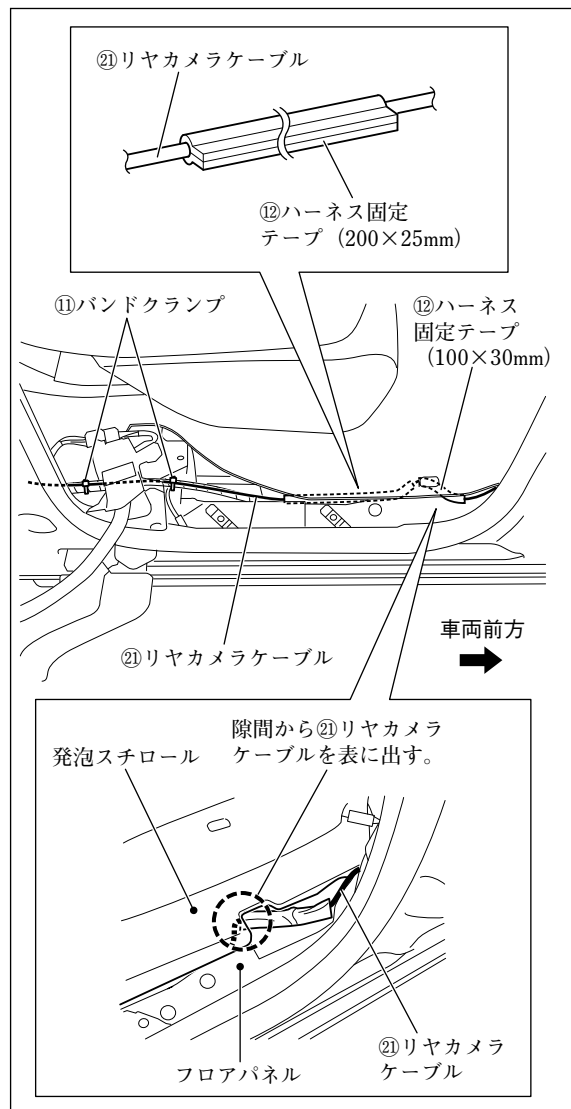 ㉑リヤカメラケーブル
⑫ハーネス固定
テープ（200×25mm）
⑪バンドクランプ
⑫ハーネス
固定テープ
（100×30mm）
㉑リヤカメラケーブル
車両前方
隙間から㉑リヤカメラ
ケーブルを表に出す。
発泡スチロール
フロアパネル
㉑リヤカメラ
ケーブル